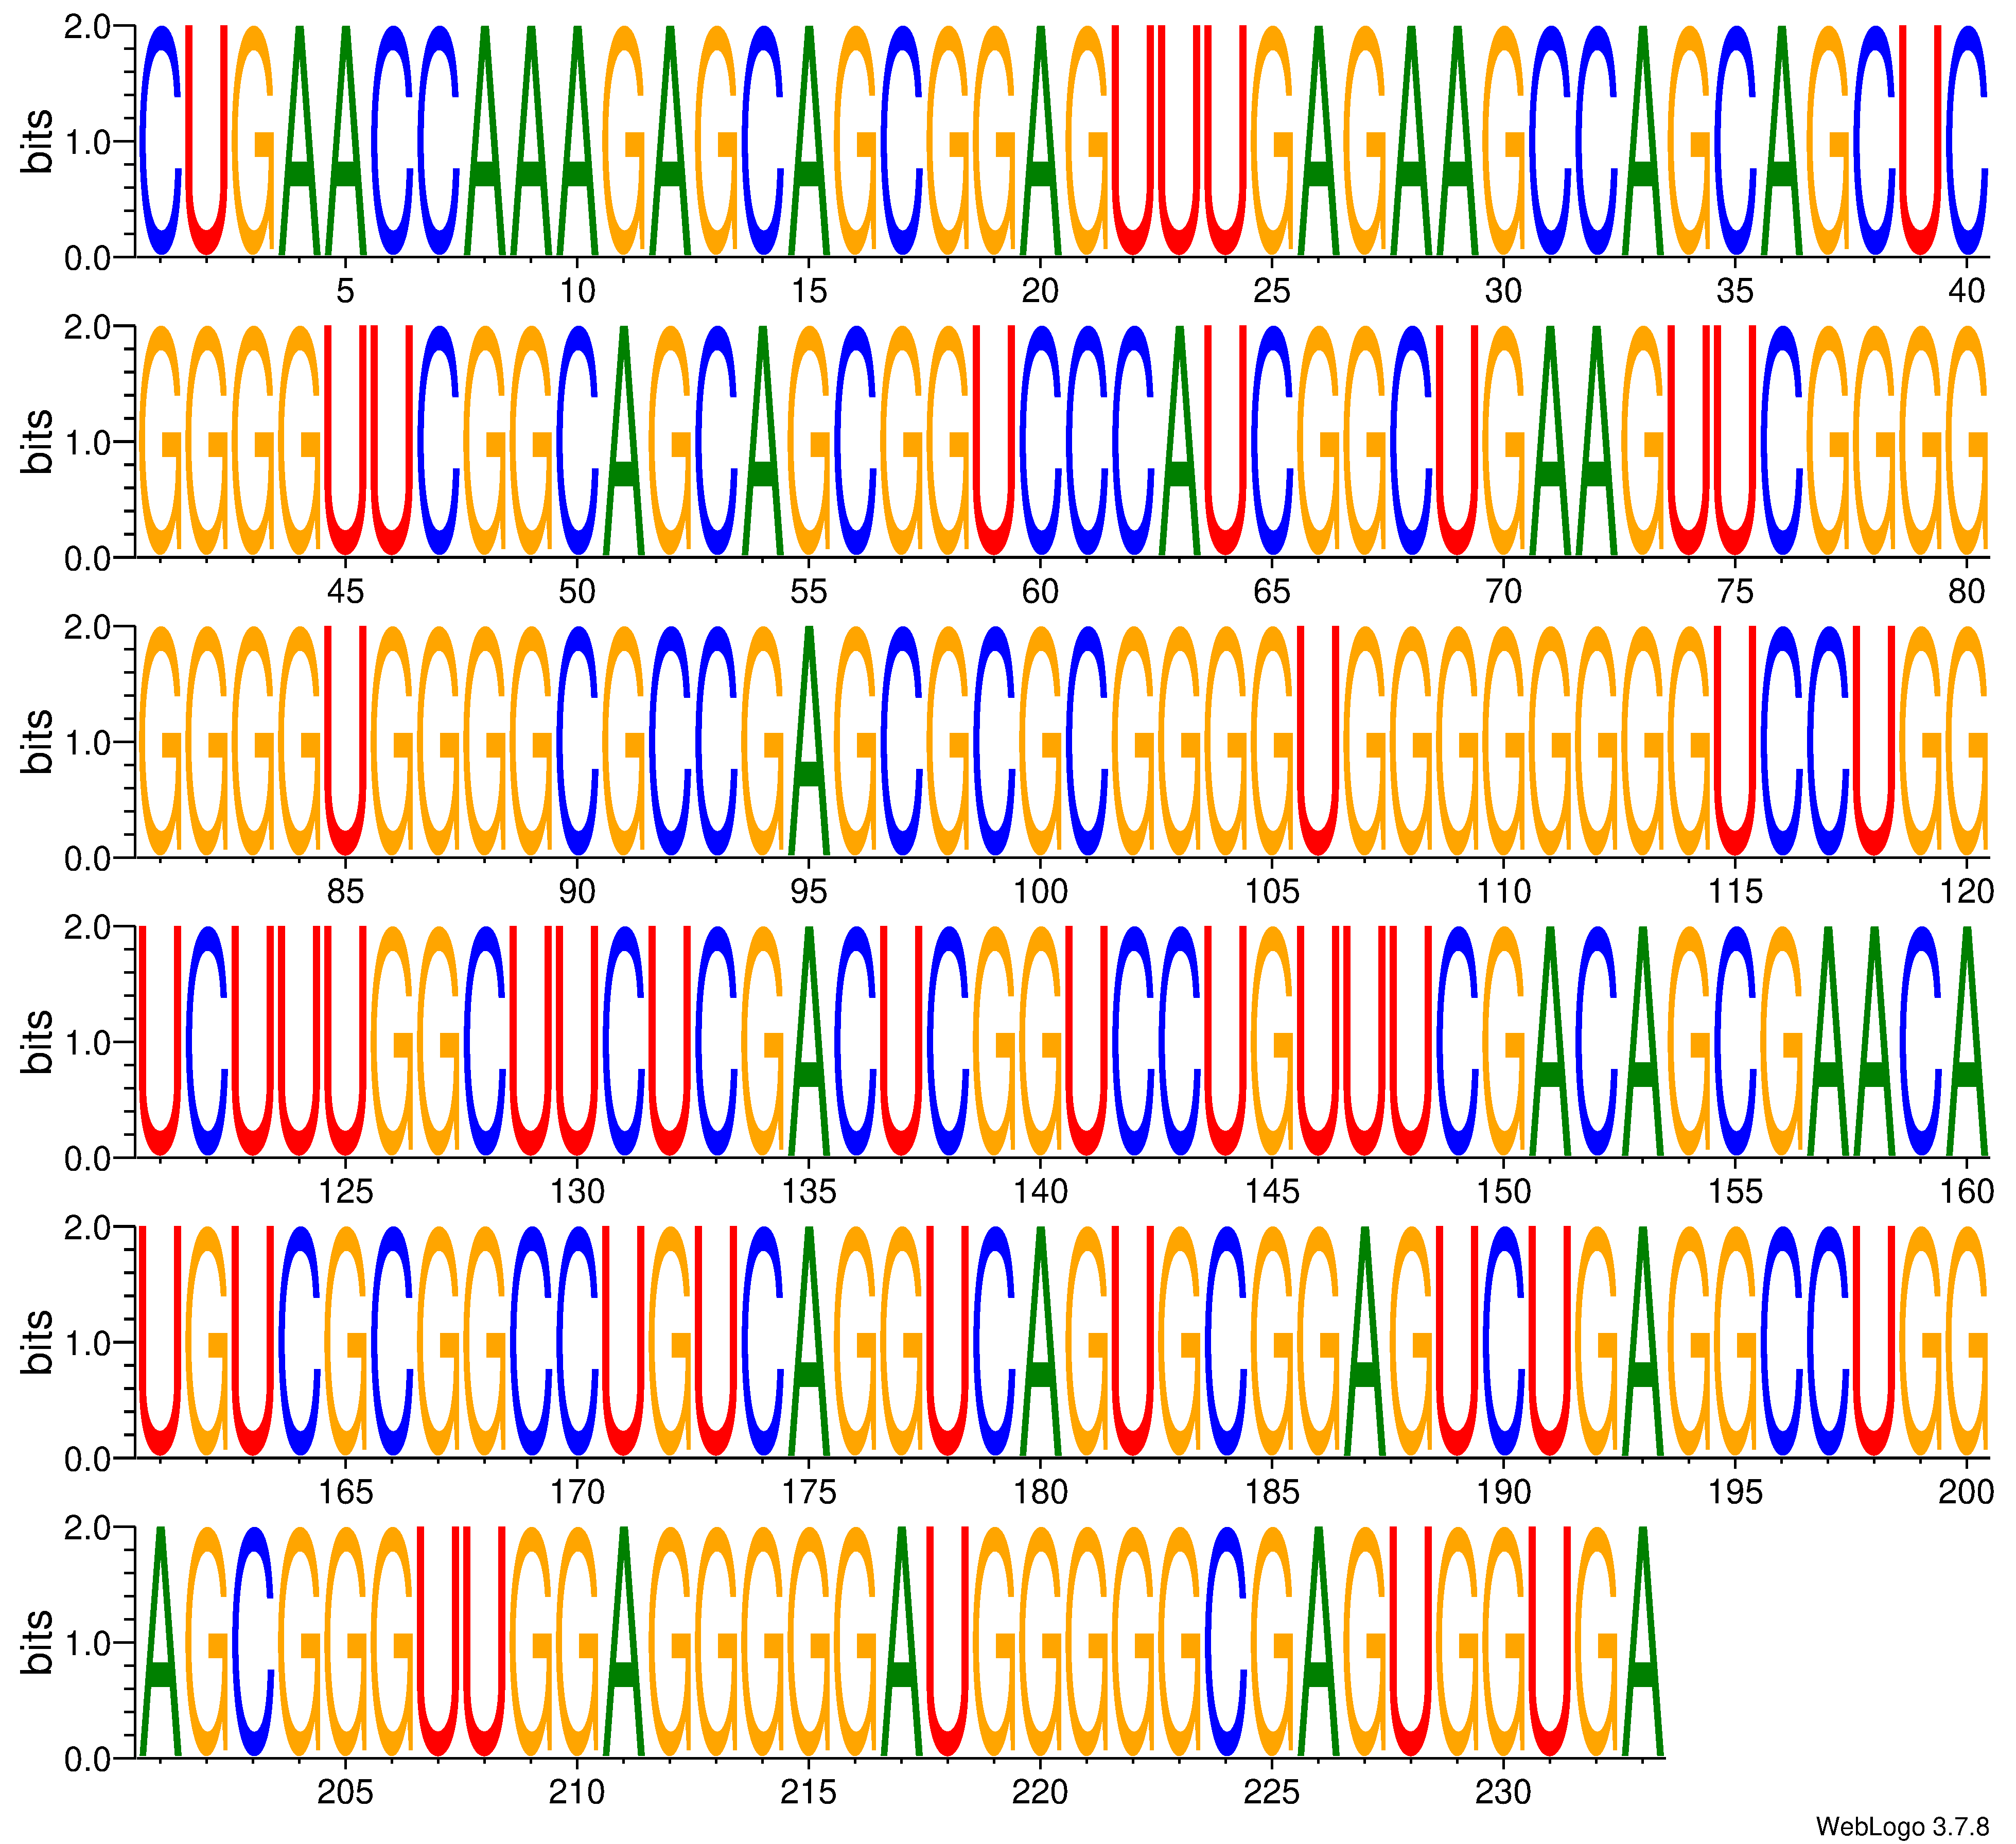 2.0
1.0
0.0
bits
CUGAACCAAAGAGCAGCGGAGUUUGAGAAGCCAGCAGCUC
5 10 15 20 25 30 35 40
2.0
1.0
0.0
bits
GGGGUUCGGCAGCAGCGGUCCCAUCGGCUGAAGUUCGGGG
45 50 55 60 65 70 75 80
2.0
1.0
0.0
bits
GGGGUGGGGCGCCGAGCGCGCGGGGUGGGGGGGGUCCUGG
85 90 95 100 105 110 115 120
2.0
1.0
0.0
bits
UCUUUGGCUUCUCGACUCGGUCCUGUUUCGACAGCGAACA
125 130 135 140 145 150 155 160
2.0
1.0
0.0
bits
UGUCGCGGCCUGUCAGGUCAGUGCGGAGUCUGAGGCCUGG
165 170 175 180 185 190 195 200
2.0
1.0
0.0
bits
AGCGGGUUGGAGGGGGAUGGGGGCGAGUGGUGA
205 210 215 220 225 230
WebLogo 3.7.8